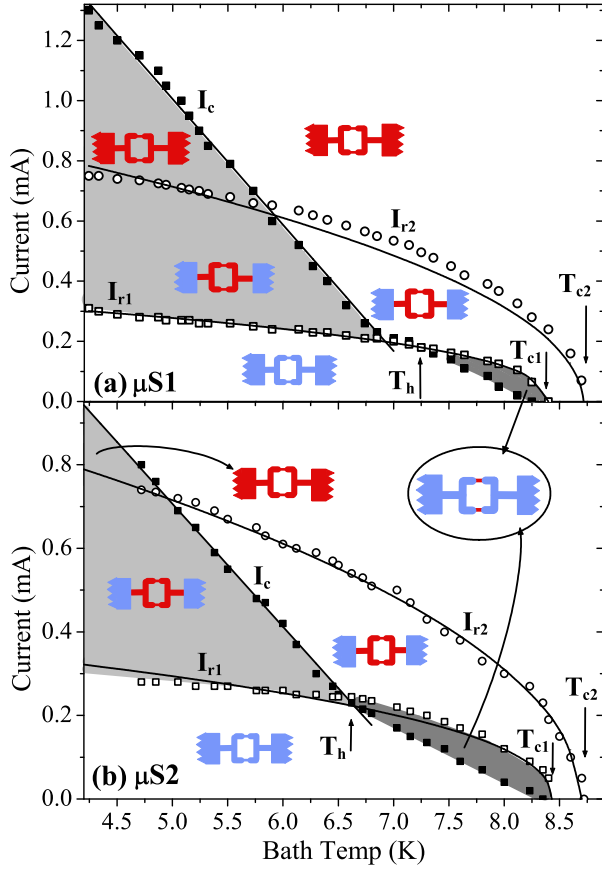 1.2
1.0
0.8
0.6
0.4
0.2
0.0
Current (mA)
I_c
I_r2
I_r1
T_c2
T_c1
T_h
(a) μS1
0.8
0.6
0.4
0.2
0.0
Current (mA)
I_c
I_r2
I_r1
T_c2
T_c1
T_h
(b) μS2
4.5 5.0 5.5 6.0 6.5 7.0 7.5 8.0 8.5
Bath Temp (K)